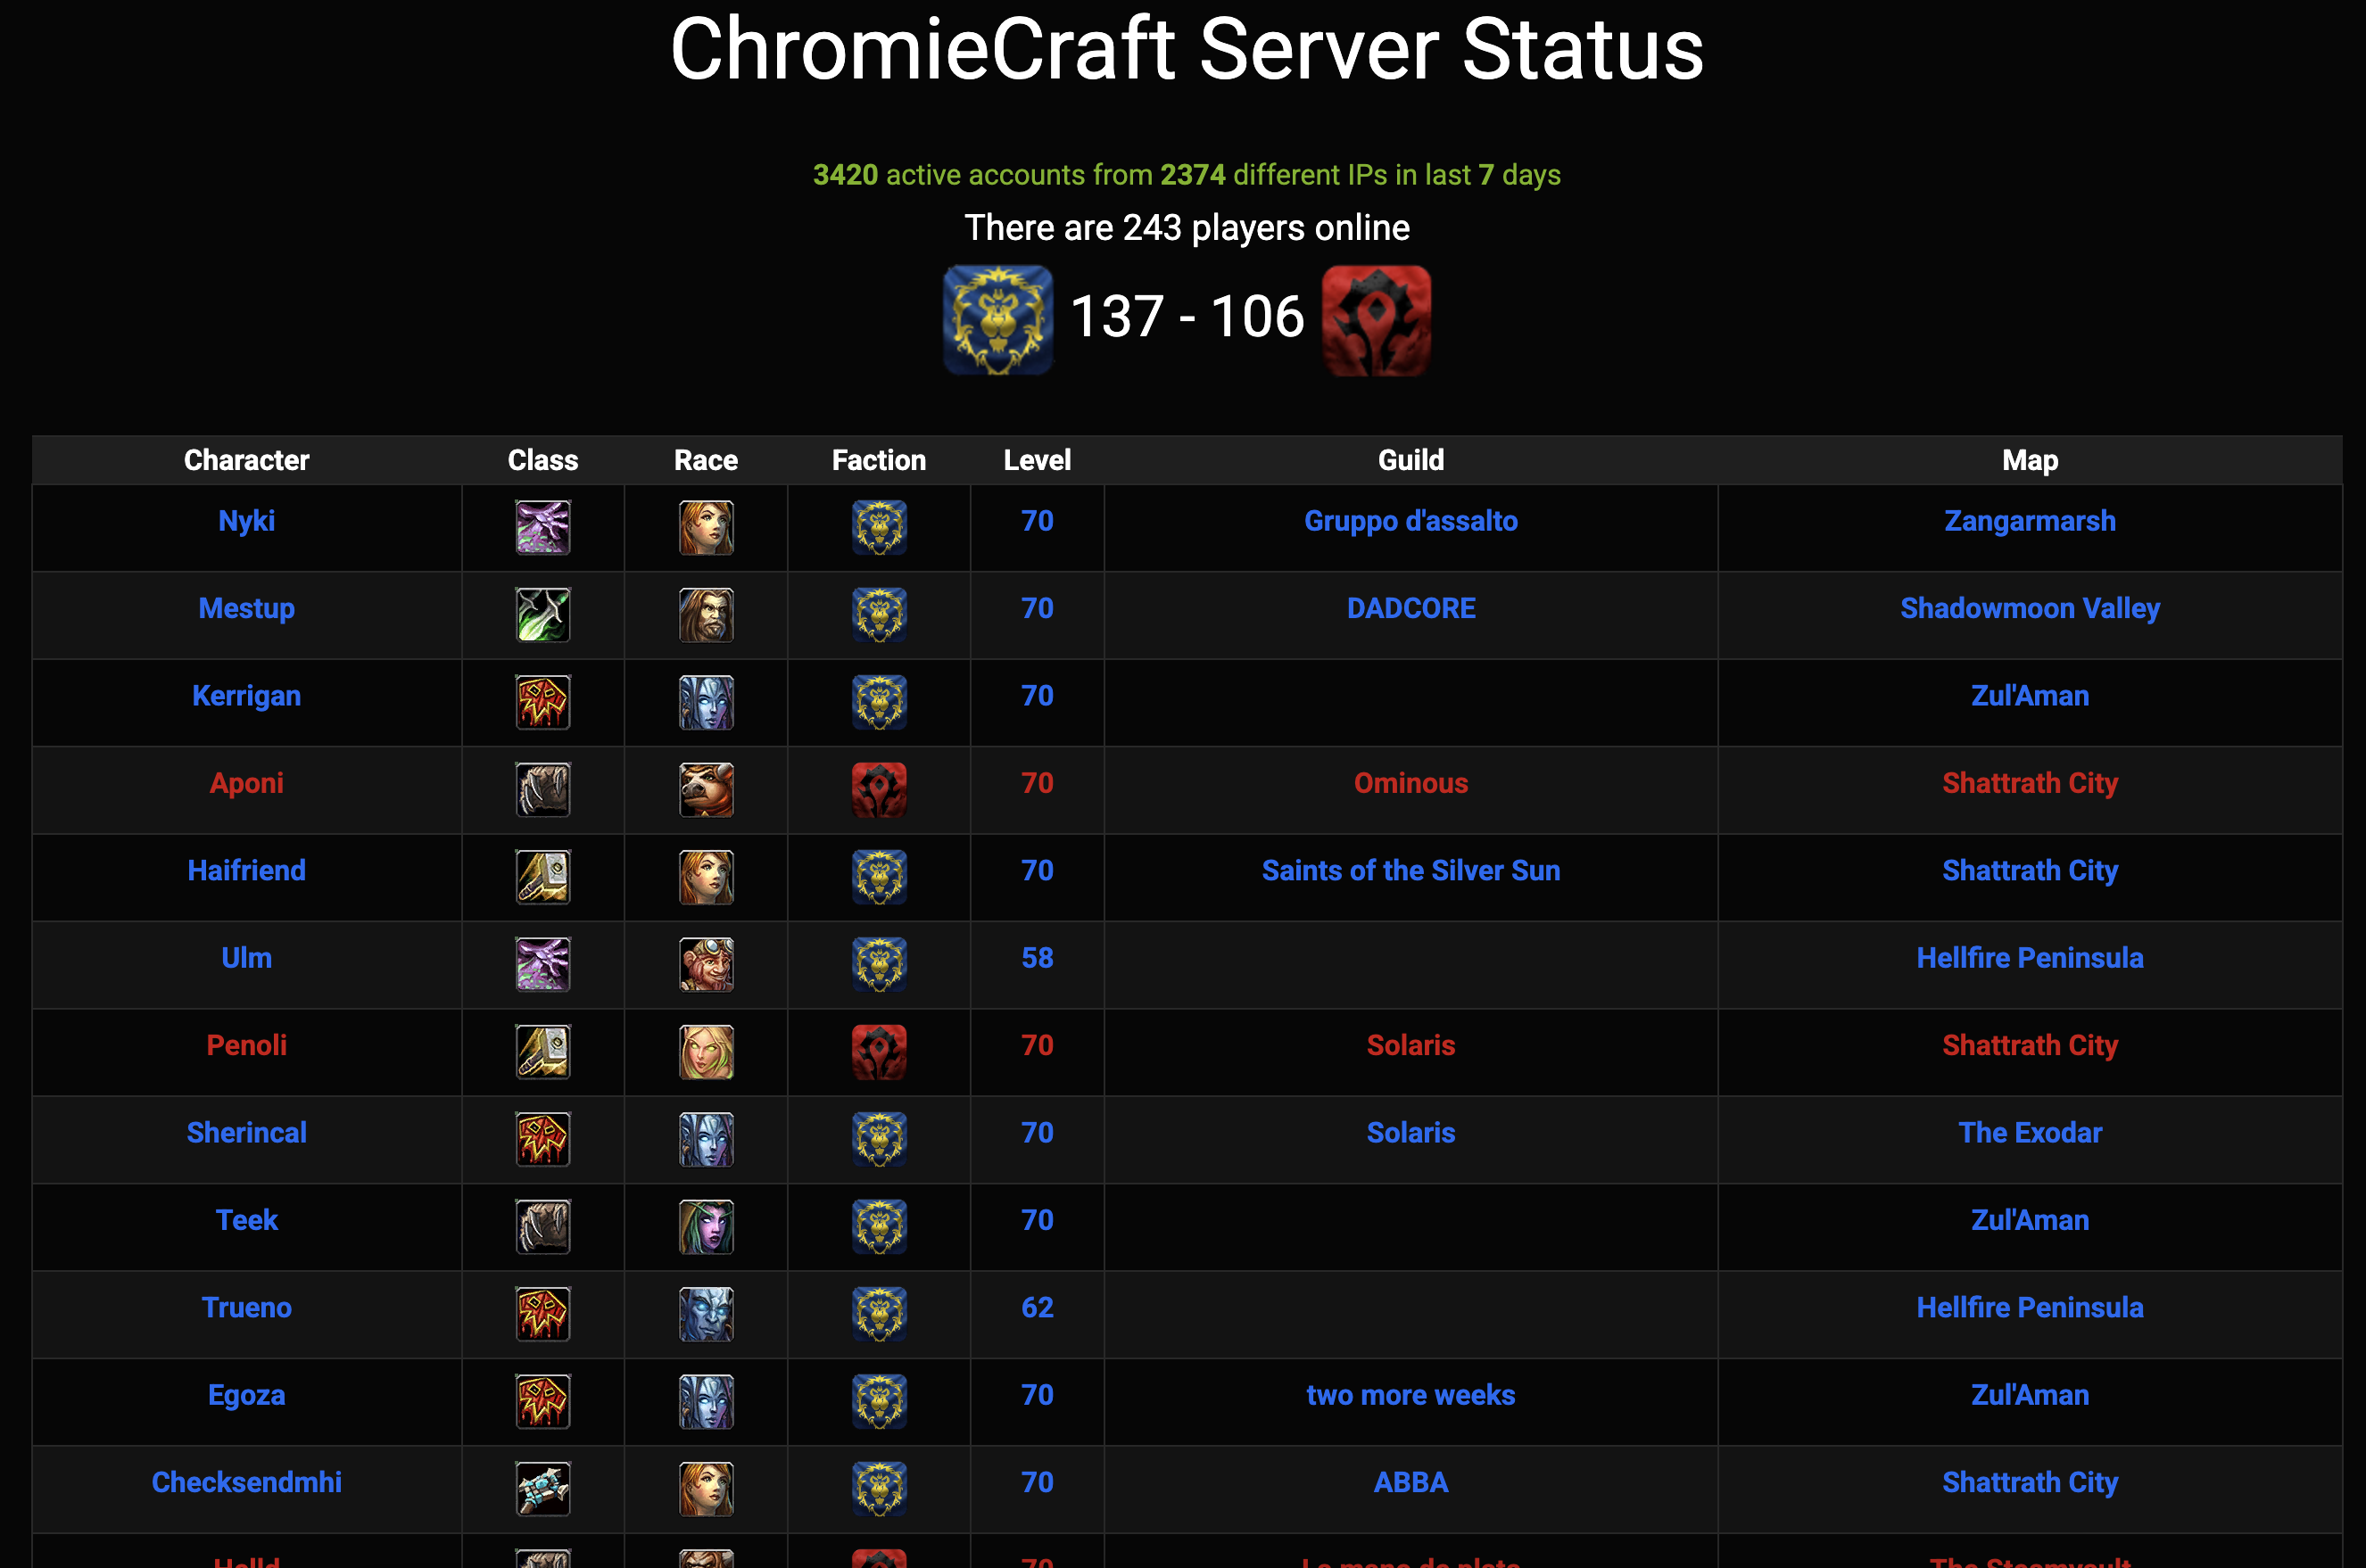 ChromieCraft Server Status
3420 active accounts from 2374 different IPs in last 7 days
There are 243 players online
137 - 106
Character Class Race Faction Level Guild Map
Nyki 70 Gruppo d'assalto Zangarmarsh
Mestup 70 DADCORE Shadowmoon Valley
Kerrigan 70 Zul'Aman
Aponi 70 Ominous Shattrath City
Haifriend 70 Saints of the Silver Sun Shattrath City
Ulm 58 Hellfire Peninsula
Penoli 70 Solaris Shattrath City
Sherincal 70 Solaris The Exodar
Teek 70 Zul'Aman
Trueno 62 Hellfire Peninsula
Egoza 70 two more weeks Zul'Aman
Checksendmhi 70 ABBA Shattrath City
70 The Steamvault